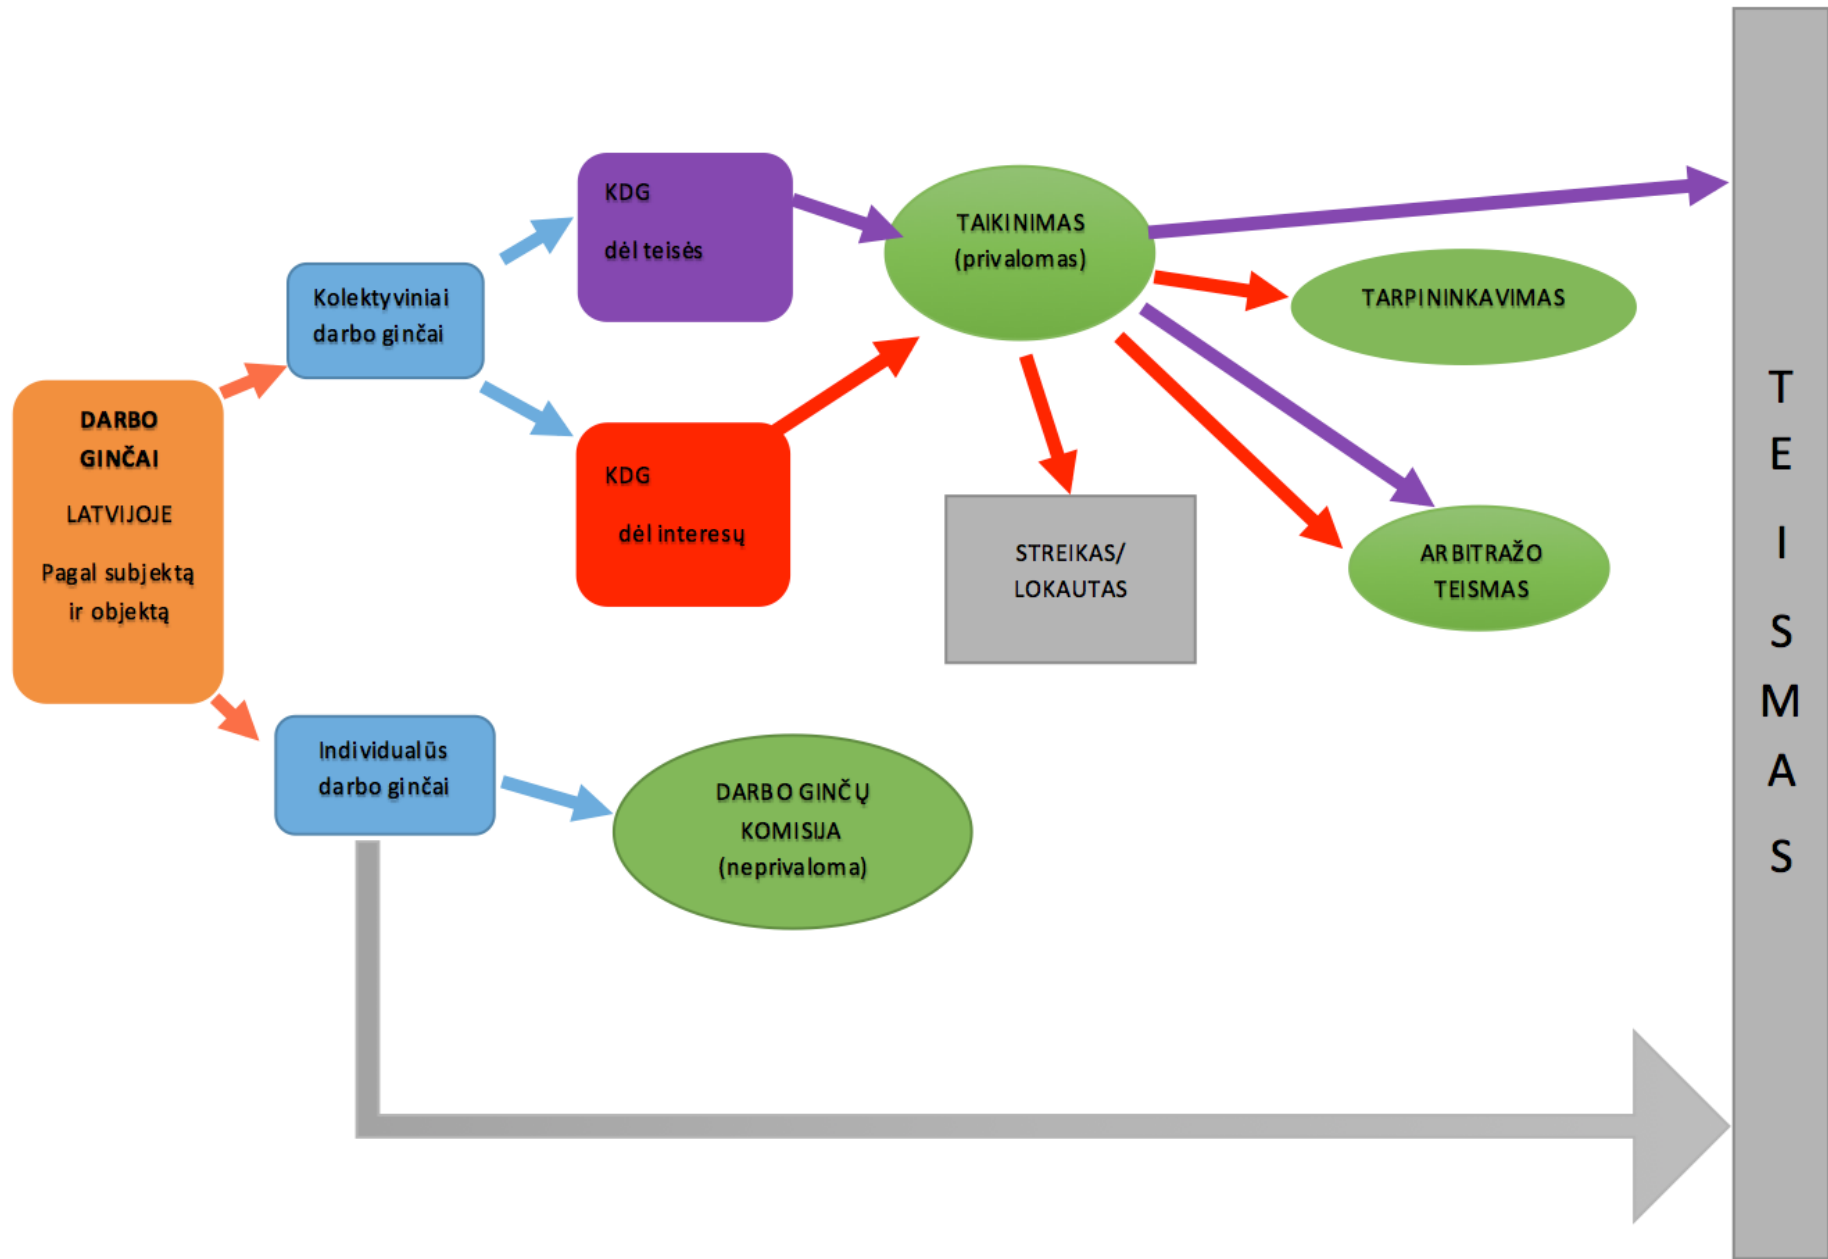 DARBO
GINČAI
LATVIJOJE
Pagal subjektą
ir objektą
Kolektyviniai
darbo ginčai
Individualūs
darbo ginčai
KDG
dėl teisės
KDG
dėl interesų
TAIKINIMAS
(privalomas)
TARPININKAVIMAS
STREIKAS/
LOKAUTAS
ARBITRAŽO
TEISMAS
DARBO GINČŲ
KOMISIJA
(neprivaloma)
T
E
I
S
M
A
S